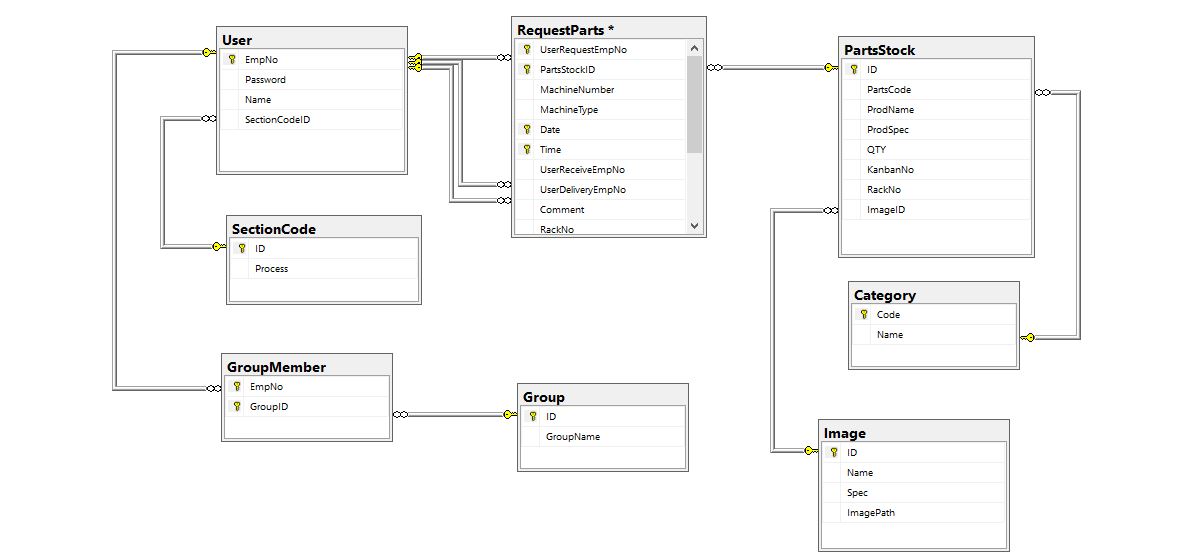 User
EmpNo
Password
Name
SectionCodeID
RequestParts *
UserRequestEmpNo
PartsStockID
MachineNumber
MachineType
Date
Time
UserReceiveEmpNo
UserDeliveryEmpNo
Comment
RackNo
PartsStock
ID
PartsCode
ProdName
ProdSpec
QTY
KanbanNo
RackNo
ImageID
SectionCode
ID
Process
Category
Code
Name
GroupMember
EmpNo
GroupID
Group
ID
GroupName
Image
ID
Name
Spec
ImagePath